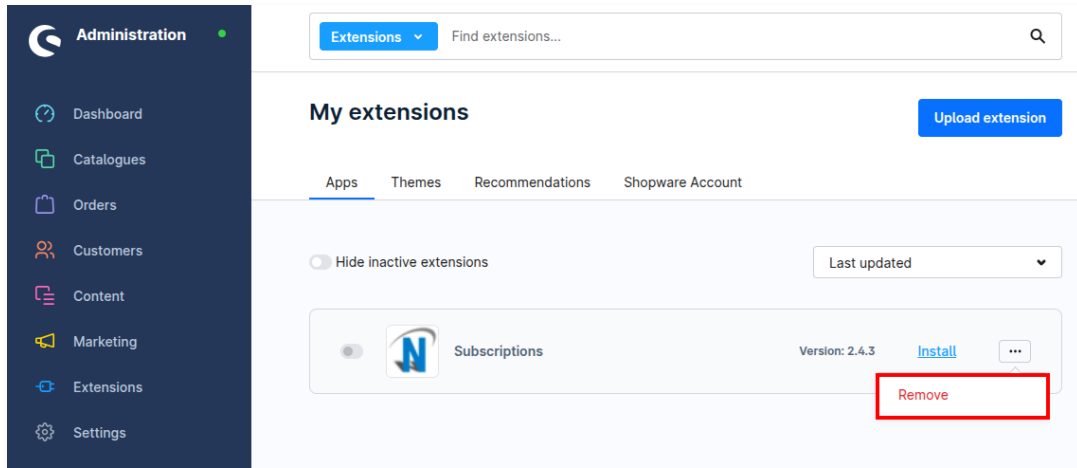 Administration
Extensions
Find extensions...
Dashboard
Catalogues
Orders
Customers
Content
Marketing
Extensions
Settings
My extensions
Upload extension
Apps Themes Recommendations Shopware Account
Hide inactive extensions
Last updated
N
Subscriptions
Version: 2.4.3
Install
...
Remove